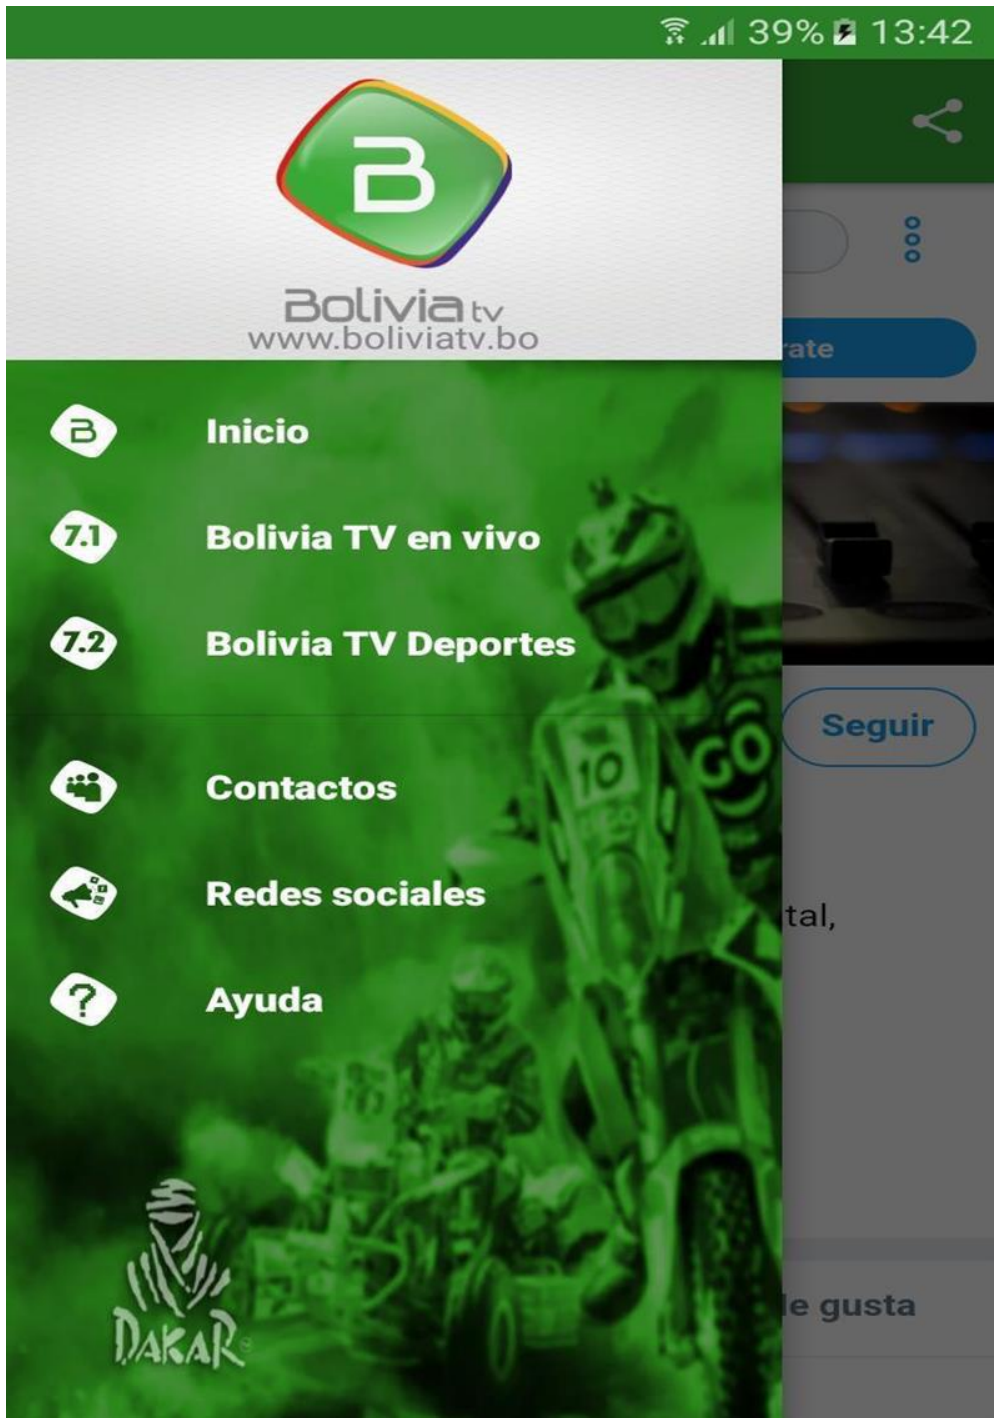 39% 13:42
B
Bolivia tv
www.boliviatv.bo
rate
B Inicio
7.1 Bolivia TV en vivo
7.2 Bolivia TV Deportes
Seguir
10
GO
Contactos
Redes sociales
tal,
? Ayuda
le gusta
DAKAR